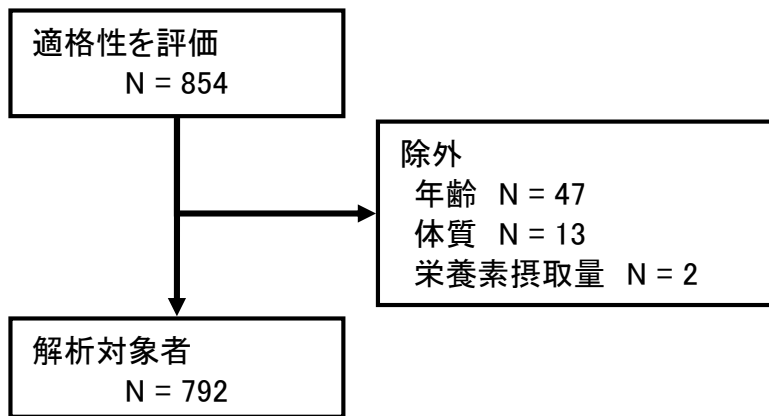 適格性を評価
N = 854
除外
年齢 N = 47
体質 N = 13
栄養素摂取量 N = 2
解析対象者
N = 792